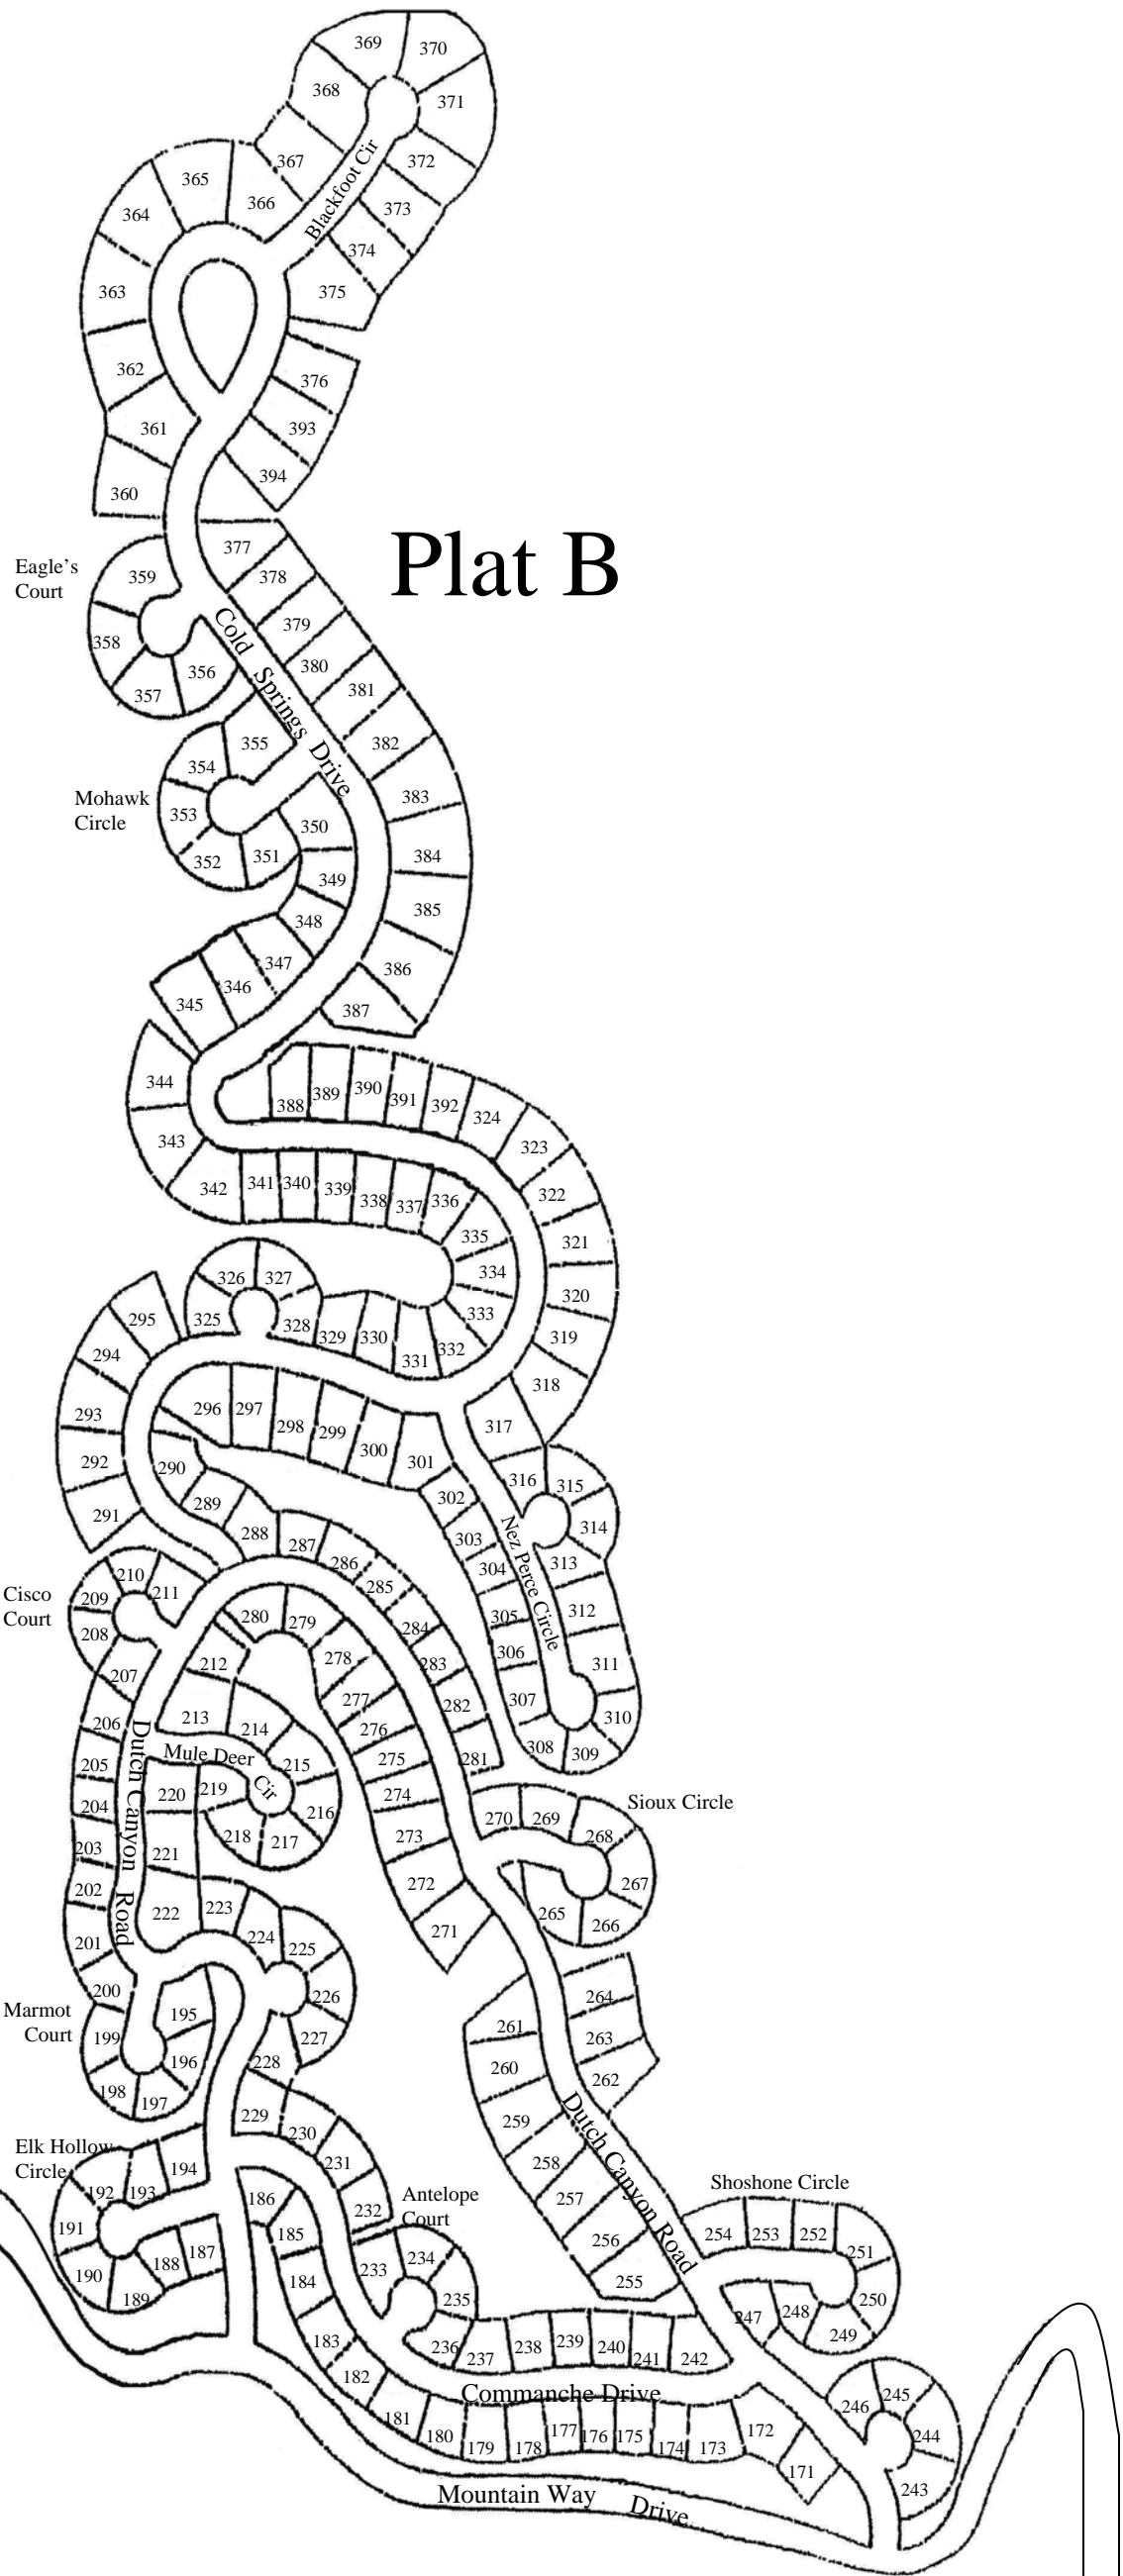 369 370
368 371
367 Blackfoot Cir 372
365 366 373
364 374
363 375
362 376
361 393
360 394
Plat B
Eagle's
Court
359 377
378
358 379
356 380
357 381
Cold Springs Drive
355 382
354
Mohawk
Circle
353 383
350
352 351 384
349 385
348
347 386
346
345 387
344 388 389 390 391 392 324
343 323
342 341 340 339 338 337 336 322
335 321
334 320
326 327
325 328 329 330 331 332 333 319
295 318
294
293 296 297 298 299 300 301 317
292 290 302 316 315
291 289 303 314
288 287 286 285 304 313
Nez Perce Circle
Cisco
Court
210 211
209
208 280 279 284 305 312
207 212 278 283 306 311
206 213 214 277 282 307 310
276 308 309
Dutch Canyon Road
Mule Deer Cir
205 215 275 281
204 220 219 216 274
Sioux Circle
203 221 218 217 273 270 269 268
202 222 223 272 267
201 224 225 271 265 266
200 226 264
Marmot
Court
195 227 261 263
199 196 228 260 262
198 197 229 259
Dutch Canyon Road
Elk Hollow
Circle
230
192 193 194 231 258
Antelope
Court
Shoshone Circle
191 186 232 257 254 253 252
190 188 187 185 233 234 256 251
189 184 235 255 250
183 236 237 238 239 240 241 242 247 248 249
182
Commanche Drive
181 180 179 178 177 176 175 174 173 172 246 245
171 244
243
Mountain Way Drive